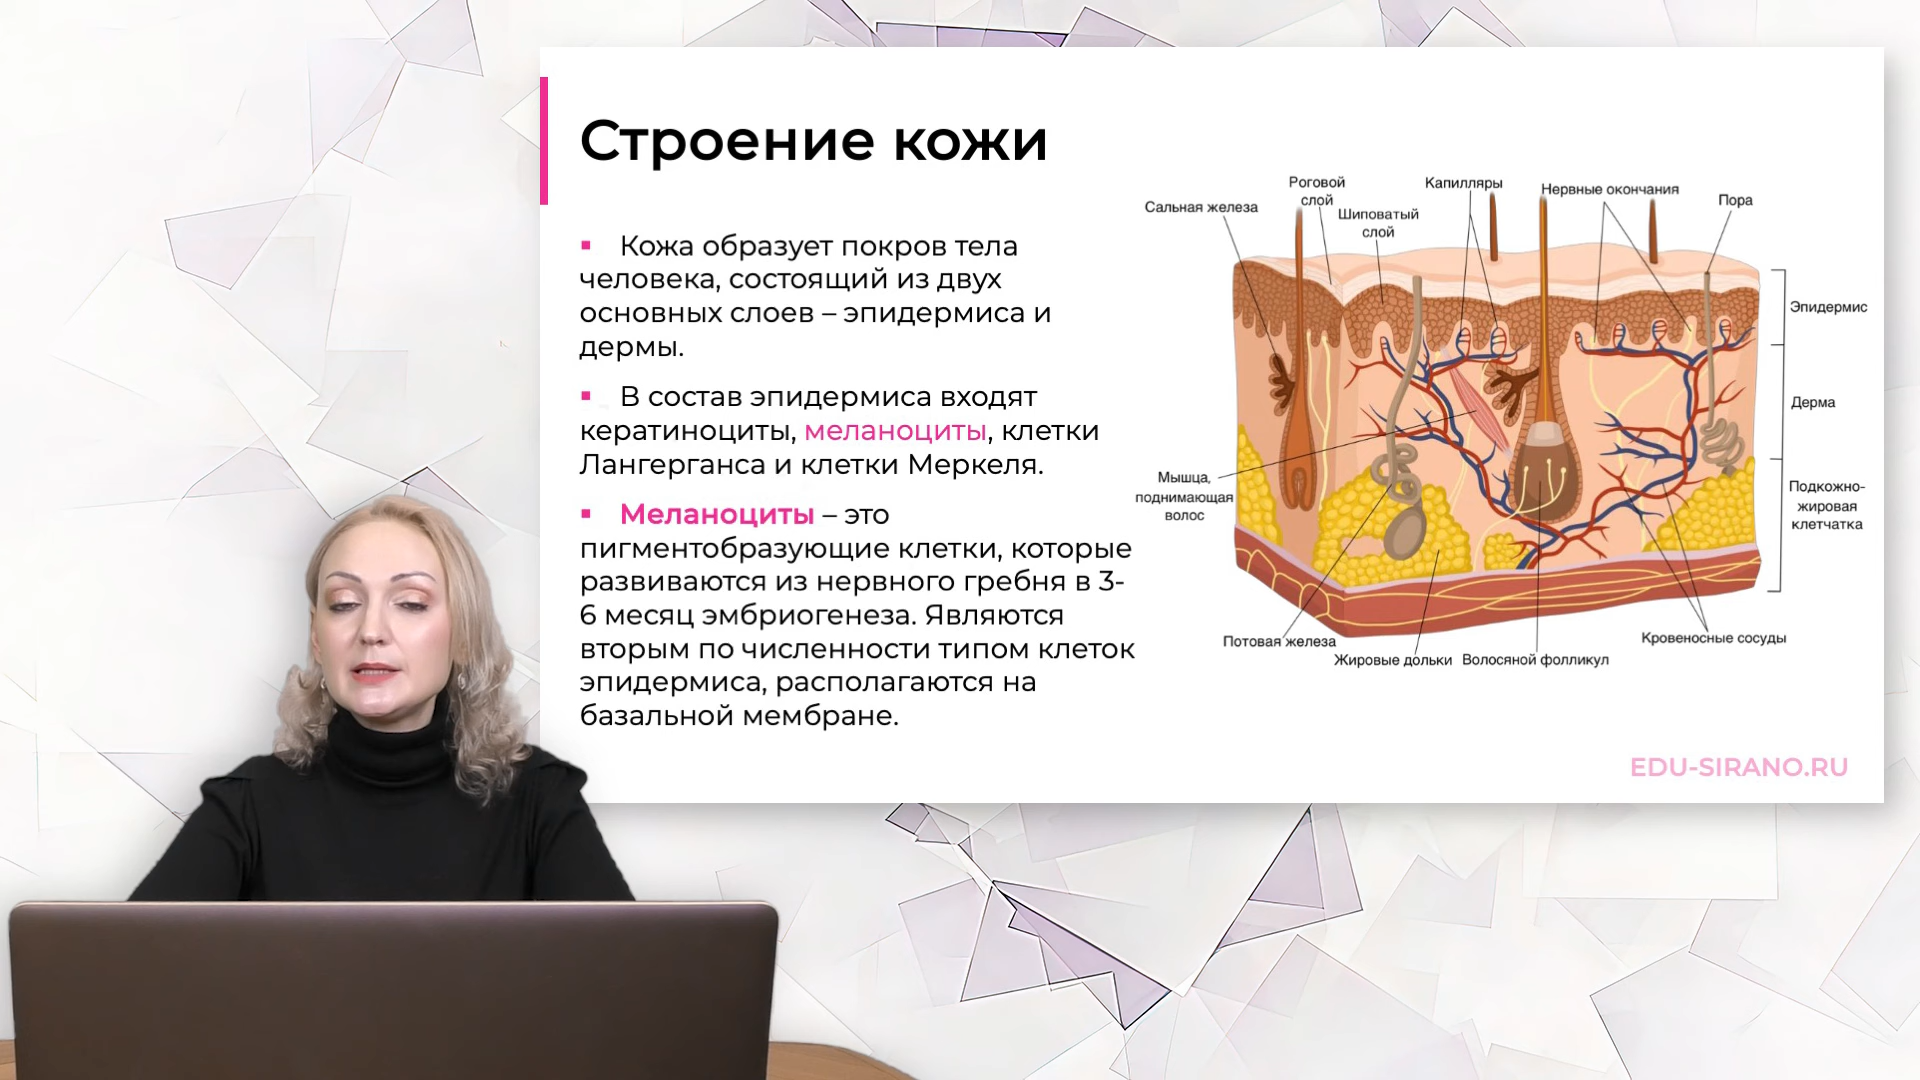 Строение кожи
Кожа образует покров тела
человека, состоящий из двух
основных слоев – эпидермиса и
дермы.
В состав эпидермиса входят
кератиноциты, меланоциты, клетки
Лангерганса и клетки Меркеля.
Меланоциты – это
пигментобразующие клетки, которые
развиваются из нервного гребня в 3-
6 месяц эмбриогенеза. Являются
вторым по численности типом клеток
эпидермиса, располагаются на
базальной мембране.
Сальная железа
Роговой
слой
Шиповатый
слой
Капилляры
Нервные окончания
Пора
Эпидермис
Дерма
Подкожно-
жировая
клетчатка
Мышца,
поднимающая
волос
Потовая железа
Жировые дольки
Волосяной фолликул
Кровеносные сосуды
EDU-SIRANO.RU